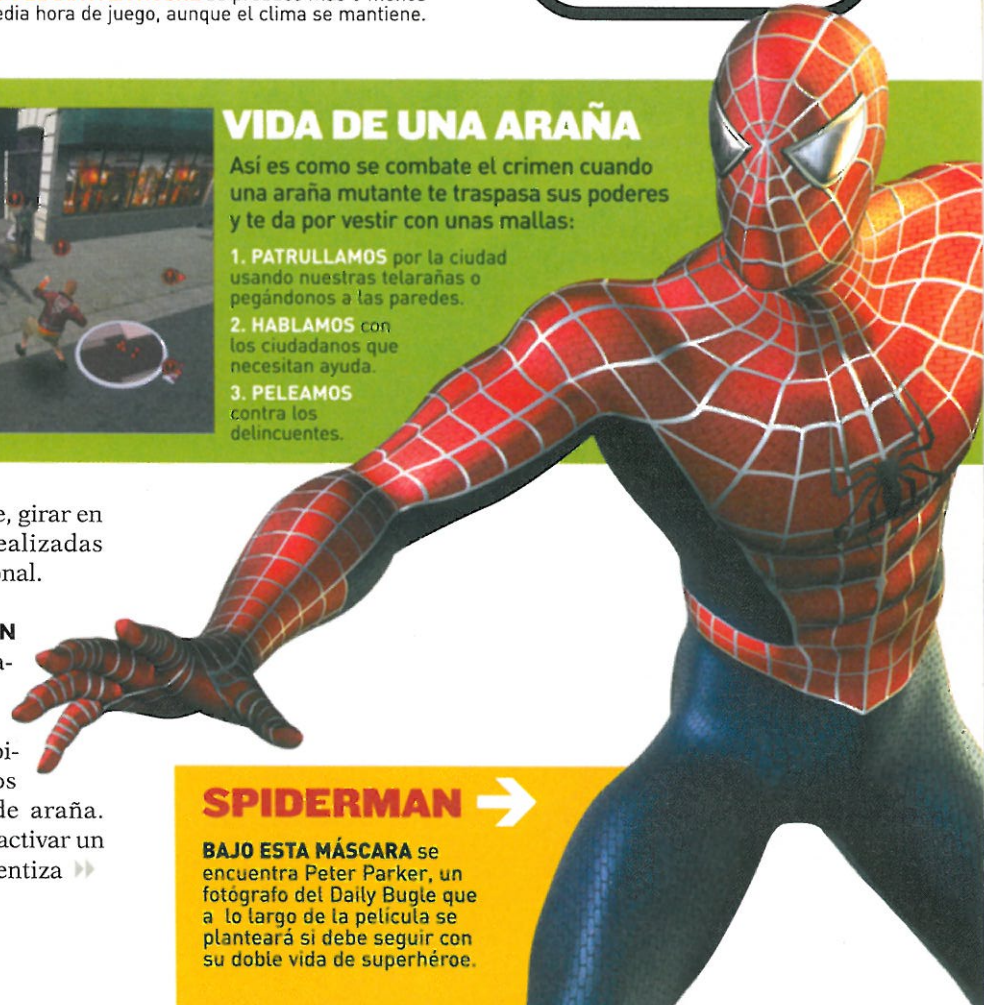 edia hora de juego, aunque el clima se mantiene.
VIDA DE UNA ARAÑA
Así es como se combate el crimen cuando
una araña mutante te traspasa sus poderes
y te da por vestir con unas mallas:
1. PATRULLAMOS por la ciudad
usando nuestras telarañas o
pegándonos a las paredes.
2. HABLAMOS con
los ciudadanos que
necesitan ayuda.
3. PELEAMOS
contra los
delincuentes.
e, girar en
ealizadas
onal.
N
a-
oi-
os
de araña.
activar un
entiza
SPIDERMAN
BAJO ESTA MÁSCARA se
encuentra Peter Parker, un
fotógrafo del Daily Bugle que
a lo largo de la película se
planteará si debe seguir con
su doble vida de superhéroe.